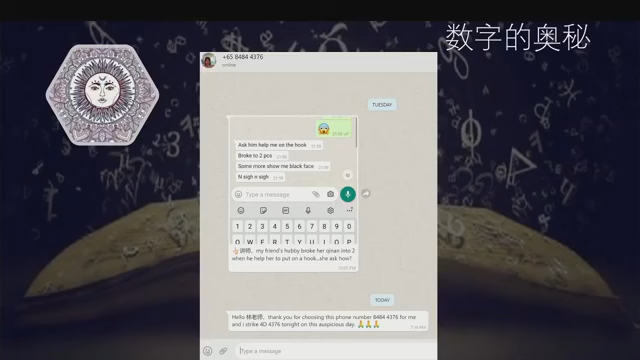 数字的奥秘
+65 8484 4376
online
TUESDAY
Ask him help me on the hook
Broke to 2 pcs
Some more show me black face
N sigh n sigh
Type a message
1 2 3 4 5 6 7 8 9 0
Q W E R T Y U I O P
讲师，my friend's hubby broke her qinan into 2
when he help her to put on a hook...she ask how?
TODAY
Hello 林老师，thank you for choosing this phone number 8484 4376 for me
and i strike 4D 4376 tonight on this auspicious day. 🙏🙏🙏
Type a message